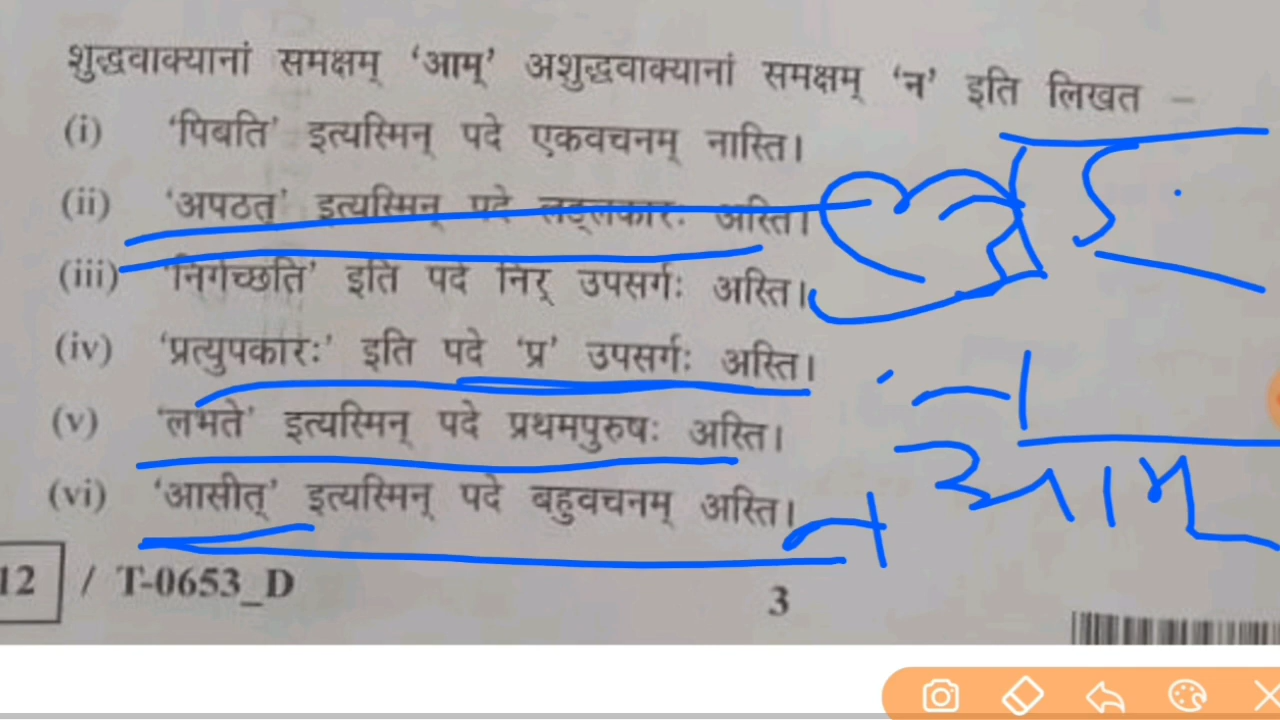 शुद्धवाक्यानां समक्षम् ‘आम्’ अशुद्धवाक्यानां समक्षम् ‘न’ इति लिखत –
(i) ‘पिबति’ इत्यस्मिन् पदे एकवचनम् नास्ति।
(ii) ‘अपठत्’ इत्यस्मिन् पदे लट्लकारः अस्ति।
(iii) ‘निर्गच्छति’ इति पदे निर् उपसर्गः अस्ति।
(iv) ‘प्रत्युपकारः’ इति पदे ‘प्र’ उपसर्गः अस्ति।
न
(v) ‘लभते’ इत्यस्मिन् पदे प्रथमपुरुषः अस्ति।
आम्
(vi) ‘आसीत्’ इत्यस्मिन् पदे बहुवचनम् अस्ति।
न
12 / T-0653_D
3